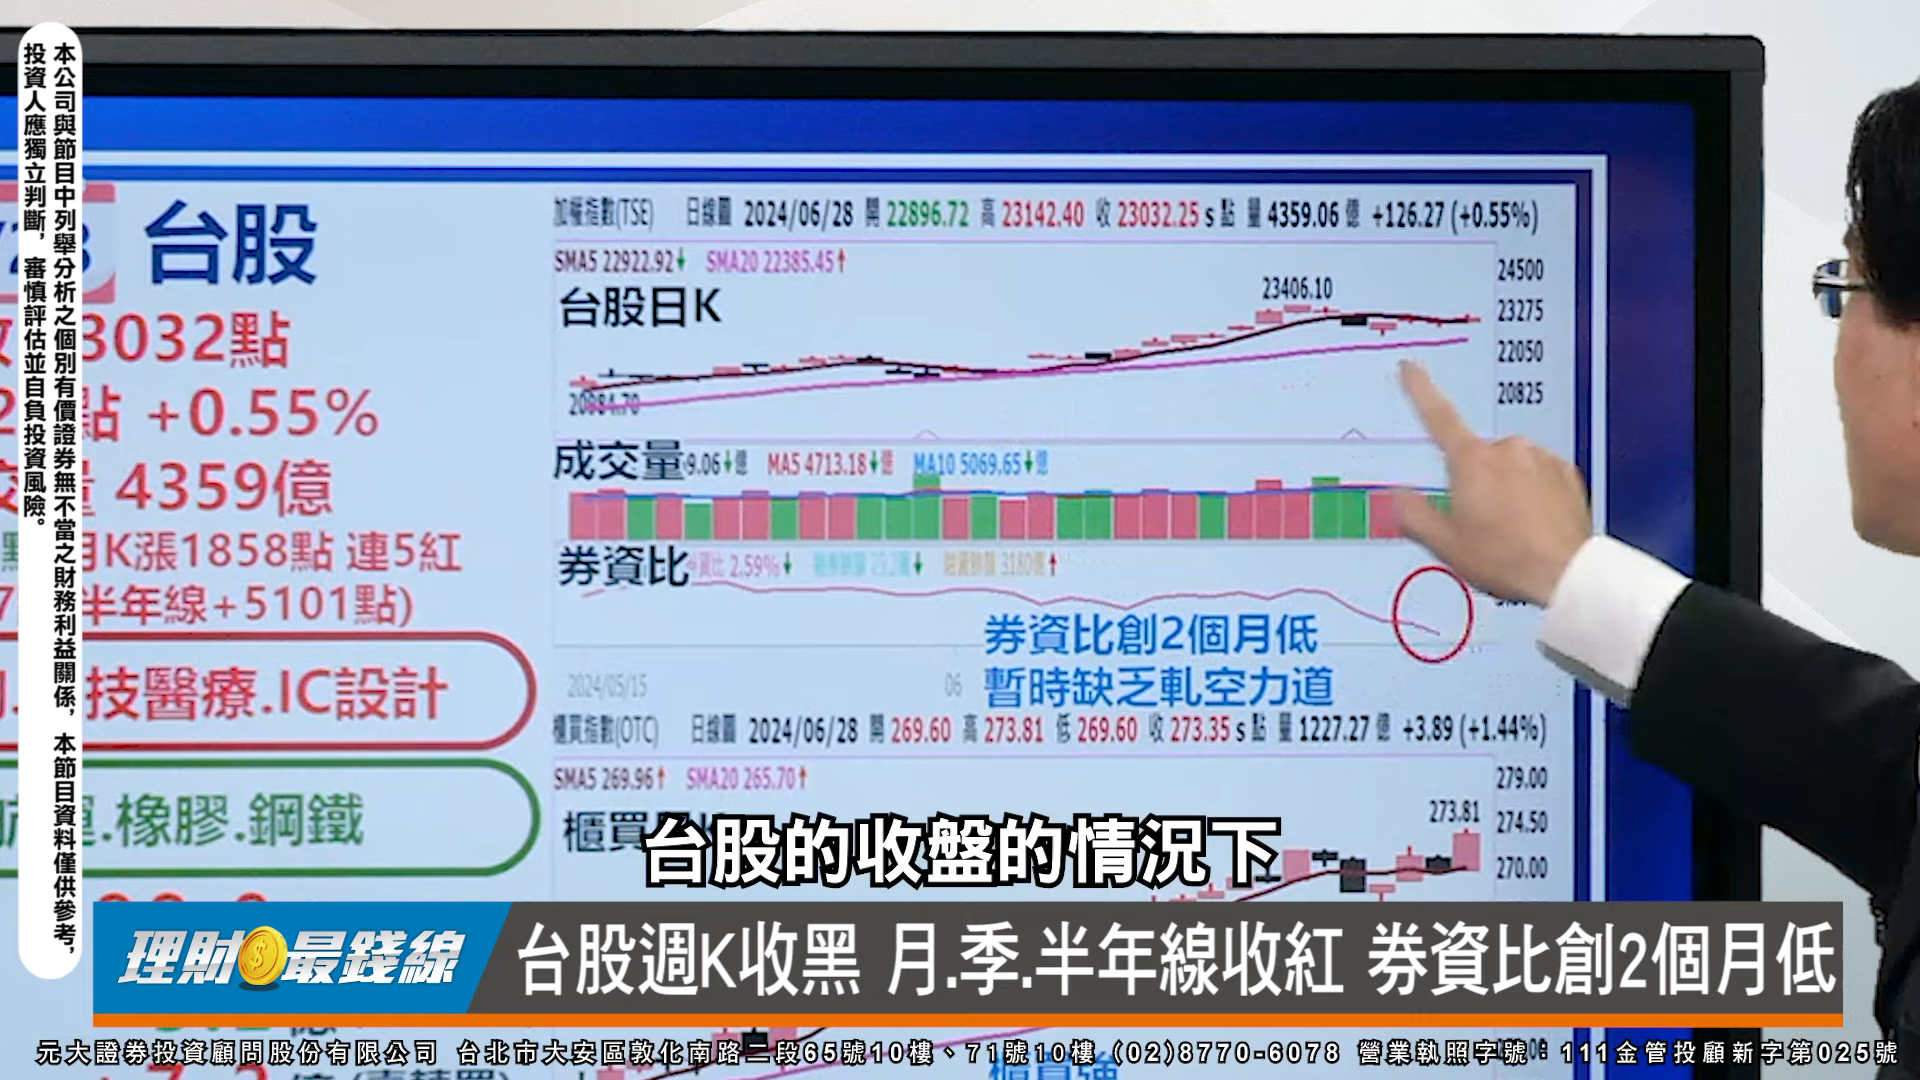 本公司與節目中列舉分析之個別有價證券無不當之財務利益關係，本節目資料僅供參考，
投資人應獨立判斷，審慎評估並自負投資風險。
台股
3032點
點 +0.55%
量 4359億
月K漲1858點 連5紅
半年線+5101點)
技醫療.IC設計
.橡膠.鋼鐵
加權指數(TSE) 日線圖 2024/06/28 開 22896.72 高 23142.40 收 23032.25 s 點 量 4359.06 億 +126.27 (+0.55%)
SMA5 22922.92↓ SMA20 22385.45↑
台股日K
23406.10
24500
23275
22050
20825
成交量 9.06↓億 MA5 4713.18↓億 MA10 5069.65↓億
券資比 2.59%↓
券資比創2個月低
暫時缺乏軋空力道
2024/05/15 06
櫃買指數(OTC) 日線圖 2024/06/28 開 269.60 高 273.81 低 269.60 收 273.35 s 點 量 1227.27 億 +3.89 (+1.44%)
SMA5 269.96↑ SMA20 265.70↑
櫃買
273.81
279.00
274.50
270.00
台股的收盤的情況下
理財最錢線
台股週K收黑 月.季.半年線收紅 券資比創2個月低
元大證券投資顧問股份有限公司 台北市大安區敦化南路二段65號10樓、71號10樓 (02)8770-6078 營業執照字號：111金管投顧新字第025號